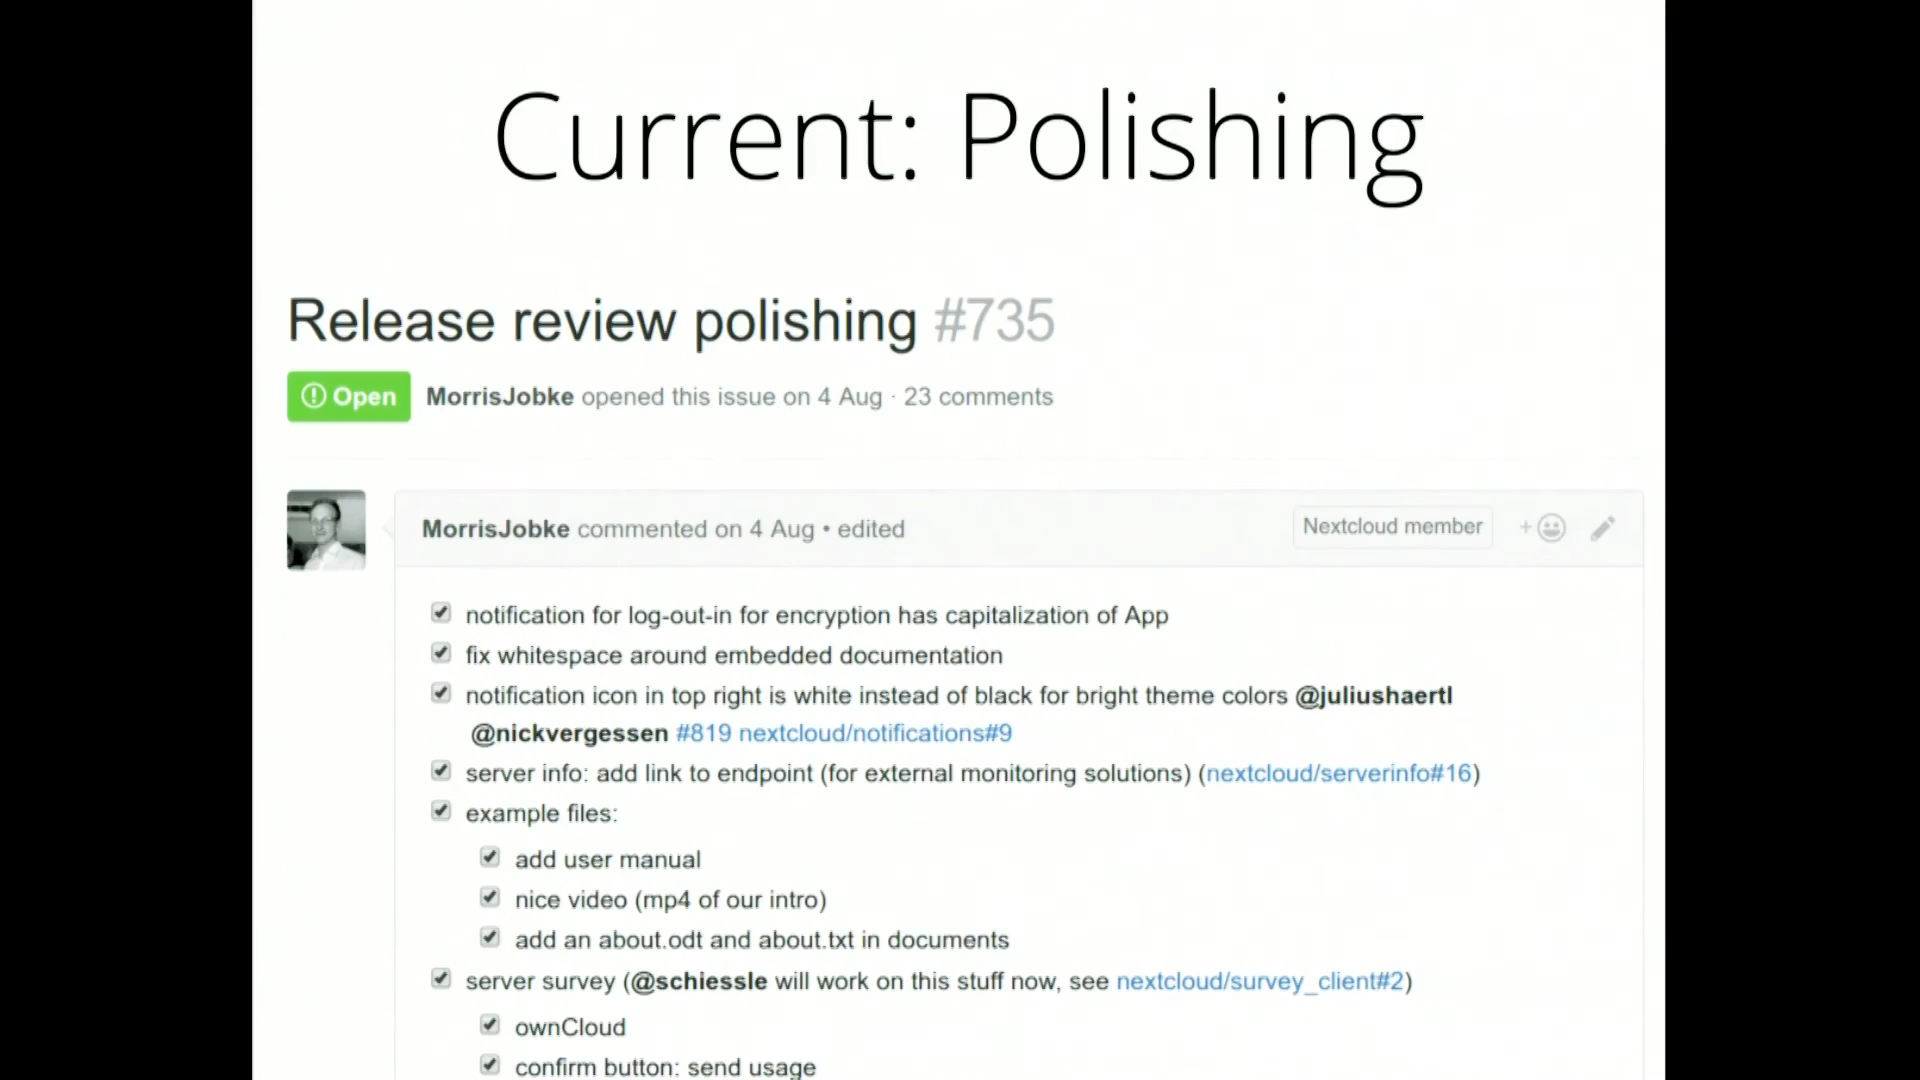 Current: Polishing
Release review polishing #735
Open MorrisJobke opened this issue on 4 Aug · 23 comments
MorrisJobke commented on 4 Aug • edited
Nextcloud member
notification for log-out-in for encryption has capitalization of App
fix whitespace around embedded documentation
notification icon in top right is white instead of black for bright theme colors @juliushaertl
@nickvergessen #819 nextcloud/notifications#9
server info: add link to endpoint (for external monitoring solutions) (nextcloud/serverinfo#16)
example files:
add user manual
nice video (mp4 of our intro)
add an about.odt and about.txt in documents
server survey (@schiessle will work on this stuff now, see nextcloud/survey_client#2)
ownCloud
confirm button: send usage